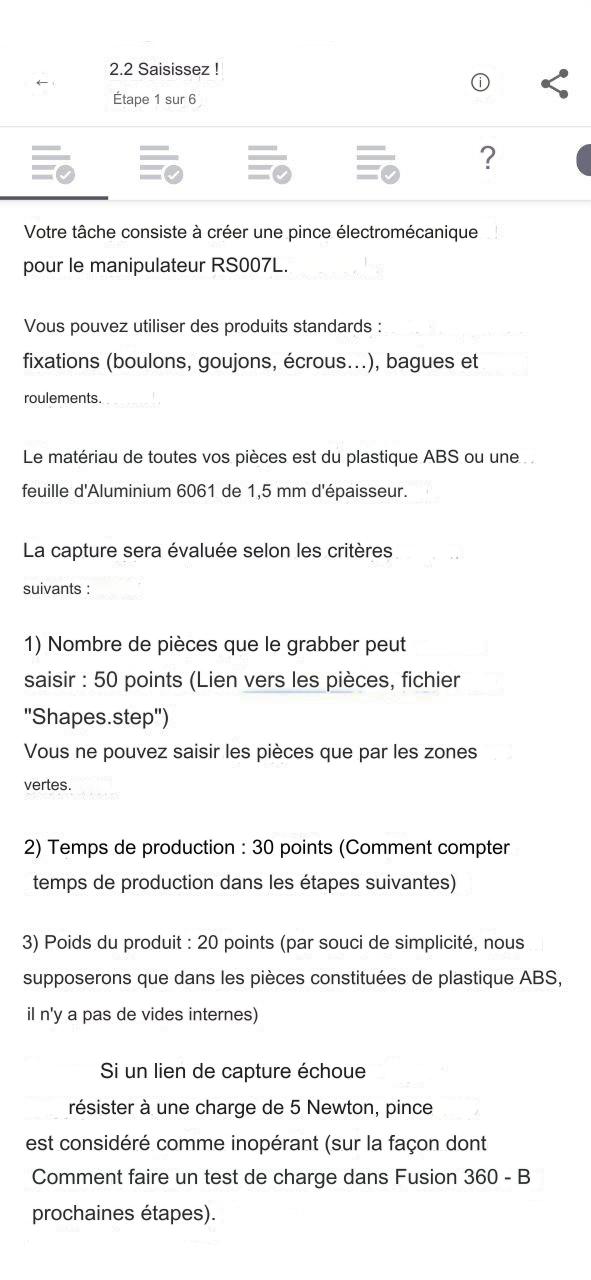 2.2 Saisissez !
Étape 1 sur 6
?
Votre tâche consiste à créer une pince électromécanique
pour le manipulateur RS007L.
Vous pouvez utiliser des produits standards :
fixations (boulons, goujons, écrous…), bagues et
roulements.
Le matériau de toutes vos pièces est du plastique ABS ou une
feuille d'Aluminium 6061 de 1,5 mm d'épaisseur.
La capture sera évaluée selon les critères
suivants :
1) Nombre de pièces que le grabber peut
saisir : 50 points (Lien vers les pièces, fichier
"Shapes.step")
Vous ne pouvez saisir les pièces que par les zones
vertes.
2) Temps de production : 30 points (Comment compter
temps de production dans les étapes suivantes)
3) Poids du produit : 20 points (par souci de simplicité, nous
supposerons que dans les pièces constituées de plastique ABS,
il n'y a pas de vides internes)
Si un lien de capture échoue
résister à une charge de 5 Newton, pince
est considéré comme inopérant (sur la façon dont
Comment faire un test de charge dans Fusion 360 - B
prochaines étapes).